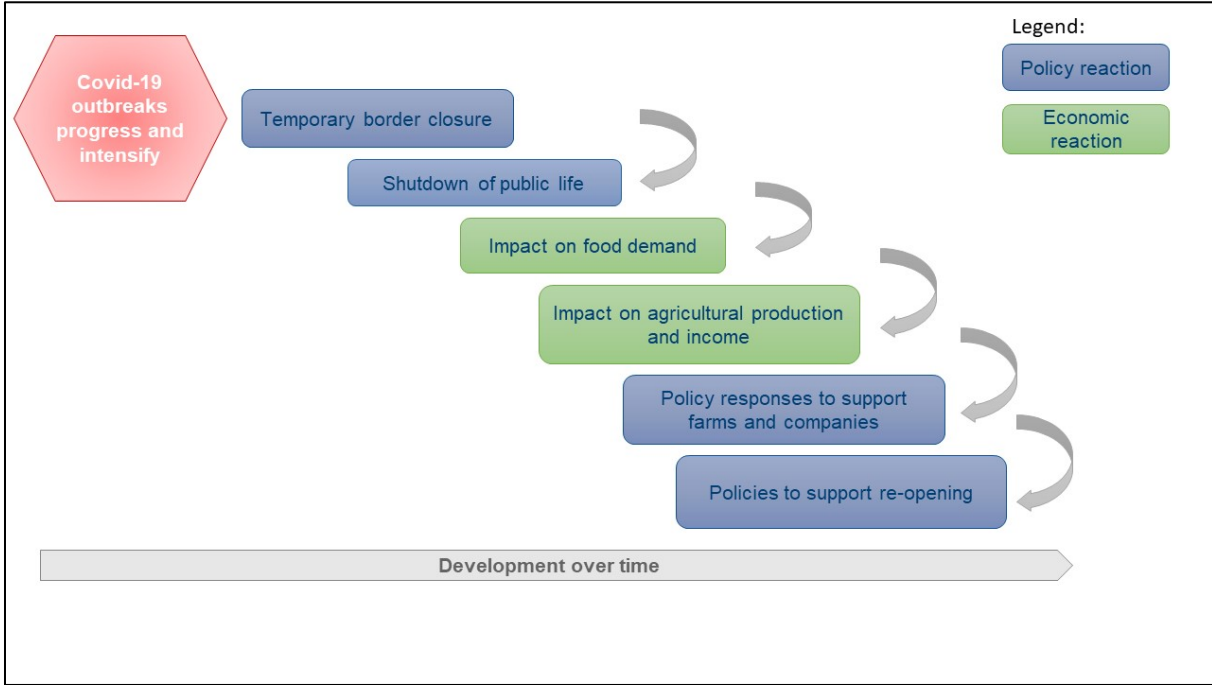 Legend:
Policy reaction
Economic
reaction
Covid-19
outbreaks
progress and
intensify
Temporary border closure
Shutdown of public life
Impact on food demand
Impact on agricultural production
and income
Policy responses to support
farms and companies
Policies to support re-opening
Development over time